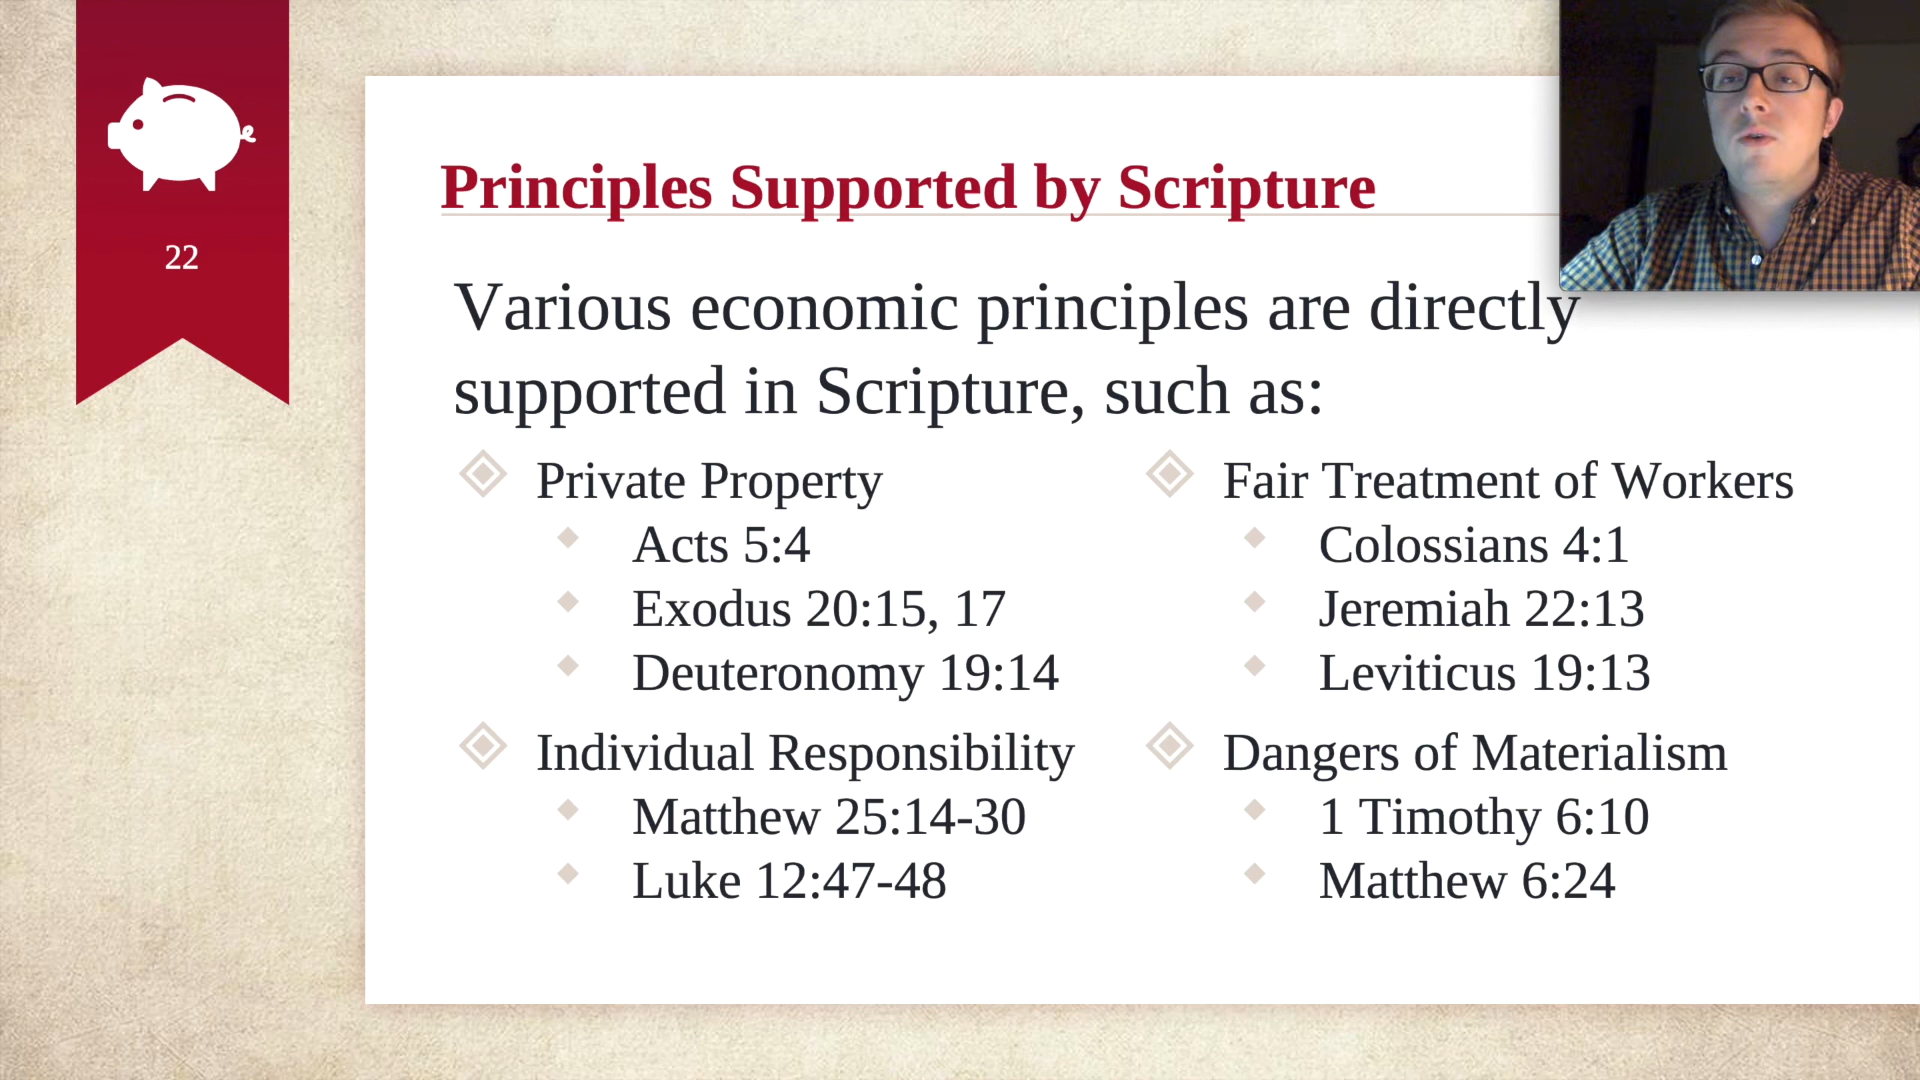 22
Principles Supported by Scripture
Various economic principles are directly
supported in Scripture, such as:
Private Property
Acts 5:4
Exodus 20:15, 17
Deuteronomy 19:14
Individual Responsibility
Matthew 25:14-30
Luke 12:47-48
Fair Treatment of Workers
Colossians 4:1
Jeremiah 22:13
Leviticus 19:13
Dangers of Materialism
1 Timothy 6:10
Matthew 6:24